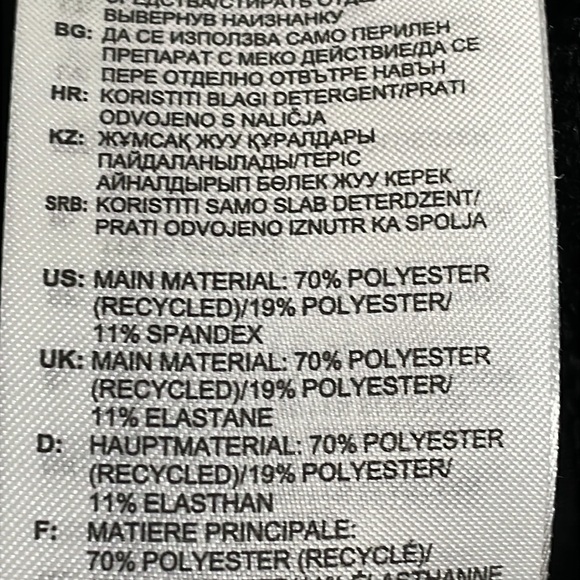 СРЕДСТВА/СТИРАТЬ
ВЫВЕРНУВ НАИЗНАНКУ
BG: ДА СЕ ИЗПОЛЗВА САМО ПЕРИЛЕН
ПРЕПАРАТ С МЕКО ДЕЙСТВИЕ/ДА СЕ
ПЕРЕ ОТДЕЛНО ОТВЪТРЕ НАВЪН
HR: KORISTITI BLAGI DETERGENT/PRATI
ODVOJENO S NALIČJA
KZ: ЖҰМСАҚ ЖУУ ҚҰРАЛДАРЫ
ПАЙДАЛАНЫЛАДЫ/ТЕРІС
АЙНАЛДЫРЫП БӨЛЕК ЖУУ КЕРЕК
SRB: KORISTITI SAMO SLAB DETERDZENT/
PRATI ODVOJENO IZNUTR KA SPOLJA
US: MAIN MATERIAL: 70% POLYESTER
(RECYCLED)/19% POLYESTER/
11% SPANDEX
UK: MAIN MATERIAL: 70% POLYESTER
(RECYCLED)/19% POLYESTER/
11% ELASTANE
D: HAUPTMATERIAL: 70% POLYESTER
(RECYCLED)/19% POLYESTER/
11% ELASTHAN
F: MATIERE PRINCIPALE:
70% POLYESTER (RECYCLÉ)/
ÉLASTHANNE